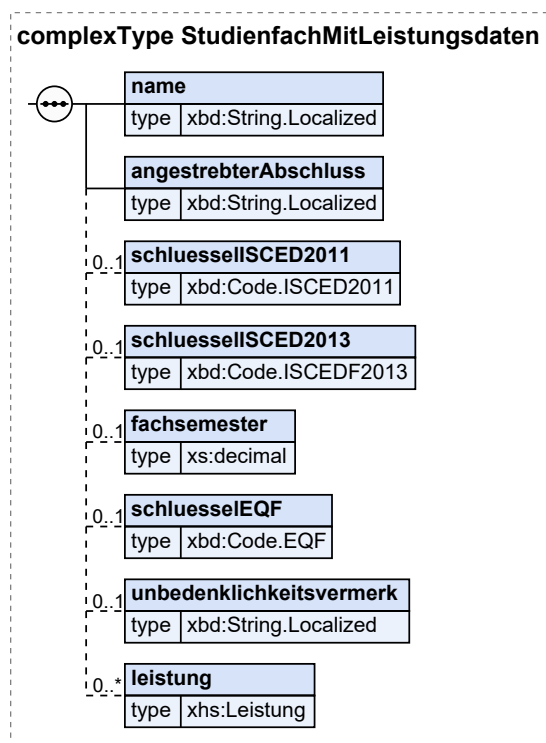 complexType StudienfachMitLeistungsdaten
name
type xbd:String.Localized
angestrebterAbschluss
type xbd:String.Localized
0..1 schluesselISCED2011
type xbd:Code.ISCED2011
0..1 schluesselISCED2013
type xbd:Code.ISCEDF2013
0..1 fachsemester
type xs:decimal
0..1 schluesselEQF
type xbd:Code.EQF
0..1 unbedenklichkeitsvermerk
type xbd:String.Localized
0..* leistung
type xhs:Leistung